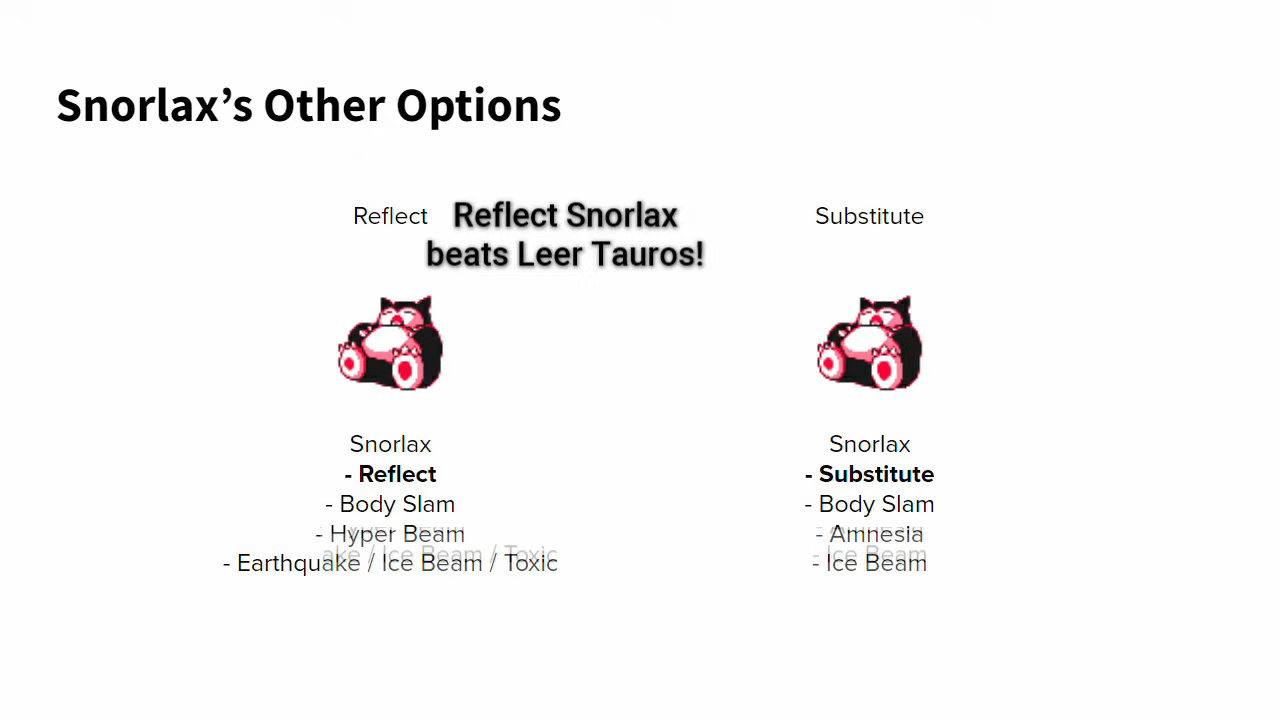 Snorlax’s Other Options
Reflect
Reflect Snorlax
beats Leer Tauros!
Substitute
Snorlax
- Reflect
- Body Slam
- Hyper Beam
- Earthquake / Ice Beam / Toxic
Snorlax
- Substitute
- Body Slam
- Amnesia
- Ice Beam